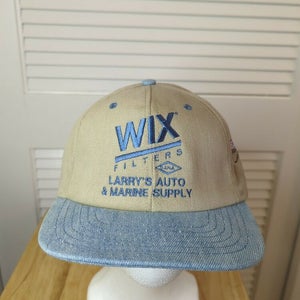 WIX
FILTERS
LARRY'S AUTO
& MARINE SUPPLY